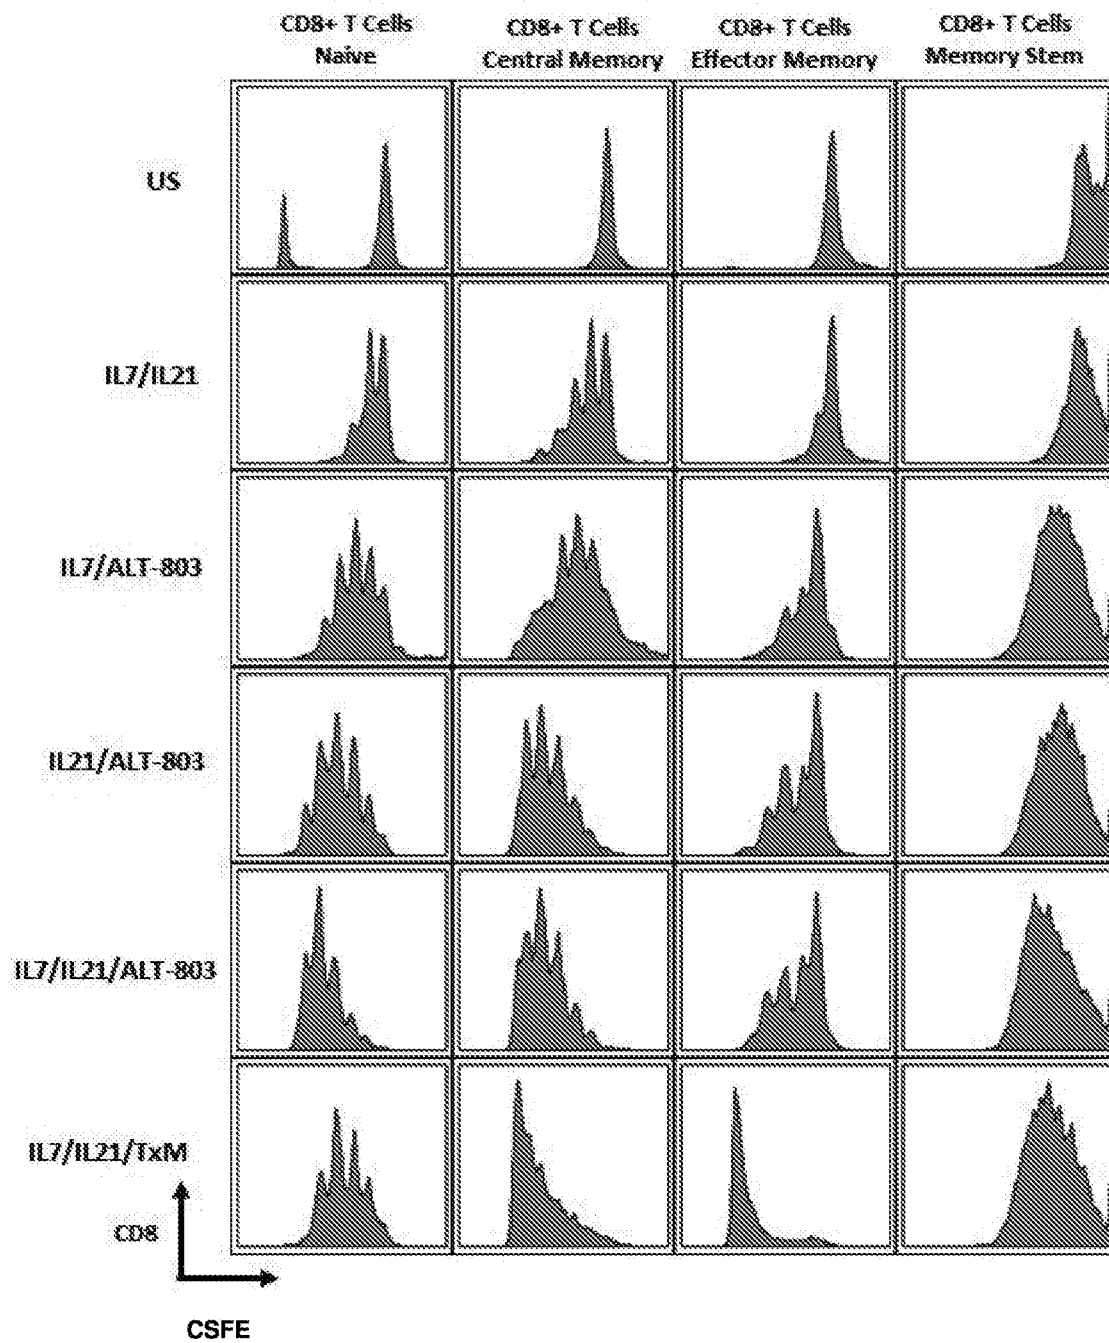 CD8+ T Cells
Naive
CD8+ T Cells
Central Memory
CD8+ T Cells
Effector Memory
CD8+ T Cells
Memory Stem
US
IL7/IL21
IL7/ALT-803
IL21/ALT-803
IL7/IL21/ALT-803
IL7/IL21/TxM
CD8
CSFE